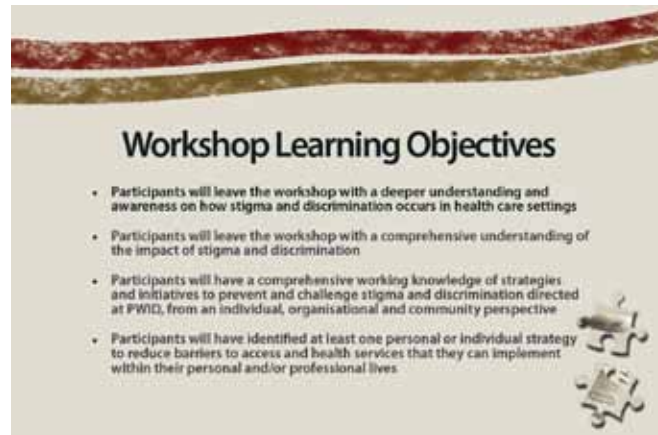 Workshop Learning Objectives
• Participants will leave the workshop with a deeper understanding and
awareness on how stigma and discrimination occurs in health care settings
• Participants will leave the workshop with a comprehensive understanding of
the impact of stigma and discrimination
• Participants will have a comprehensive working knowledge of strategies
and initiatives to prevent and challenge stigma and discrimination directed
at PWID, from an individual, organisational and community perspective
• Participants will have identified at least one personal or individual strategy
to reduce barriers to access and health services that they can implement
within their personal and/or professional lives